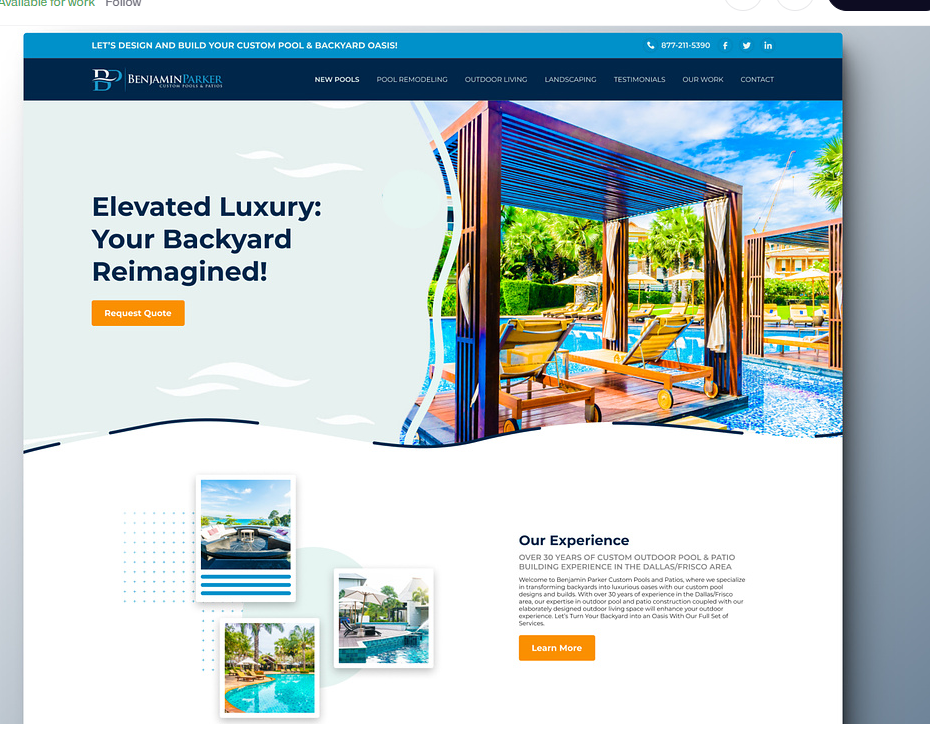 Available for work Follow
LET'S DESIGN AND BUILD YOUR CUSTOM POOL & BACKYARD OASIS!
877-211-5390
BENJAMINPARKER
CUSTOM POOLS & PATIOS
NEW POOLS POOL REMODELING OUTDOOR LIVING LANDSCAPING TESTIMONIALS OUR WORK CONTACT
Elevated Luxury:
Your Backyard
Reimagined!
Request Quote
Our Experience
OVER 30 YEARS OF CUSTOM OUTDOOR POOL & PATIO
BUILDING EXPERIENCE IN THE DALLAS/FRISCO AREA
Welcome to Benjamin Parker Custom Pools and Patios, where we specialize
in transforming backyards into luxurious oases with our custom pool
designs and builds. With over 30 years of experience in the Dallas/Frisco
area, our expertise in outdoor pool and patio construction coupled with our
elaborately designed outdoor living space will enhance your outdoor
experience. Let's Turn Your Backyard into an Oasis With Our Full Set of
Services.
Learn More